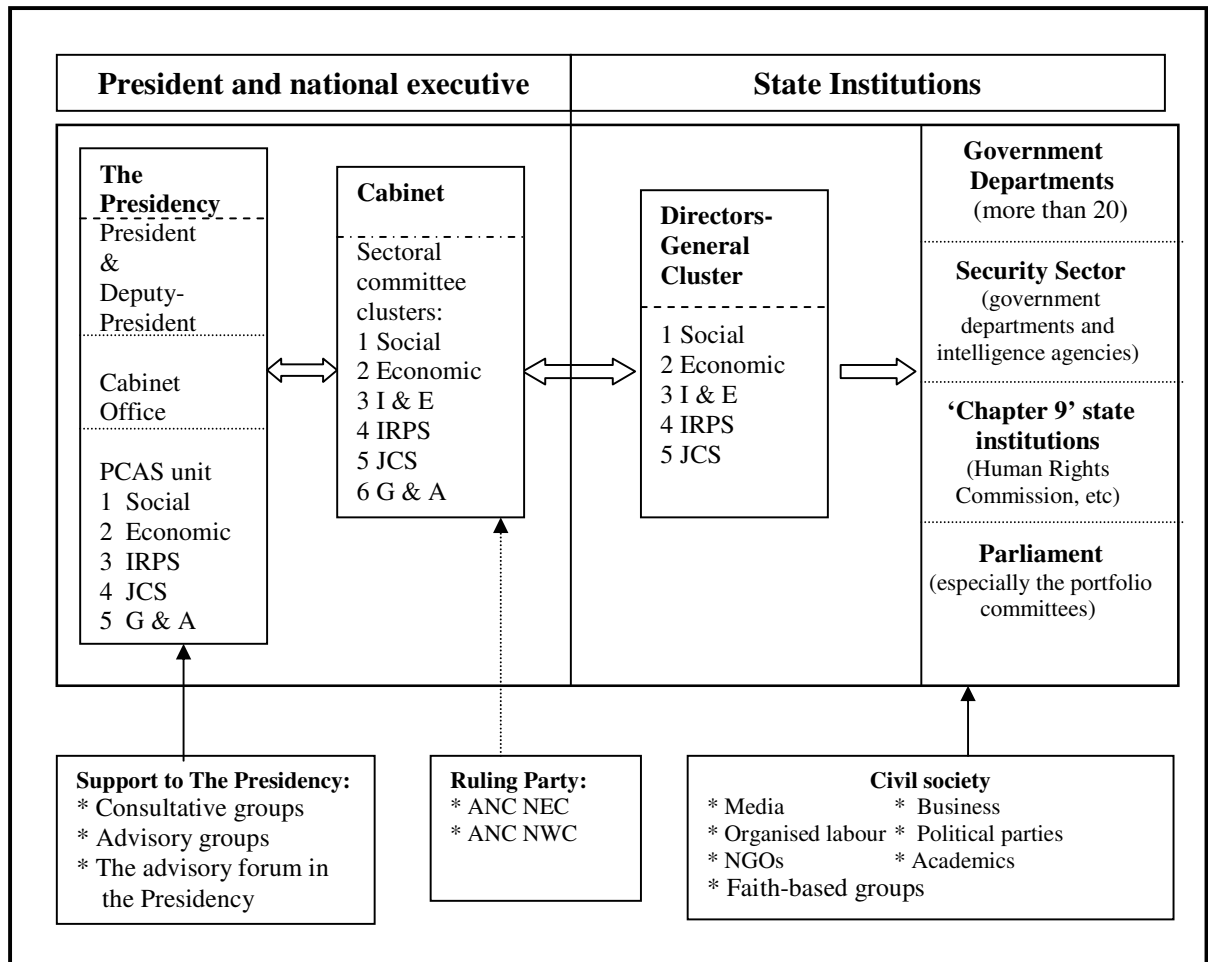 President and national executive
State Institutions
The
Presidency
President
&
Deputy-
President
Cabinet
Office
PCAS unit
1 Social
2 Economic
3 IRPS
4 JCS
5 G & A
Cabinet
Sectoral
committee
clusters:
1 Social
2 Economic
3 I & E
4 IRPS
5 JCS
6 G & A
Directors-
General
Cluster
1 Social
2 Economic
3 I & E
4 IRPS
5 JCS
Government
Departments
(more than 20)
Security Sector
(government
departments and
intelligence agencies)
‘Chapter 9’ state
institutions
(Human Rights
Commission, etc)
Parliament
(especially the portfolio
committees)
Support to The Presidency:
* Consultative groups
* Advisory groups
* The advisory forum in
the Presidency
Ruling Party:
* ANC NEC
* ANC NWC
Civil society
* Media * Business
* Organised labour * Political parties
* NGOs * Academics
* Faith-based groups